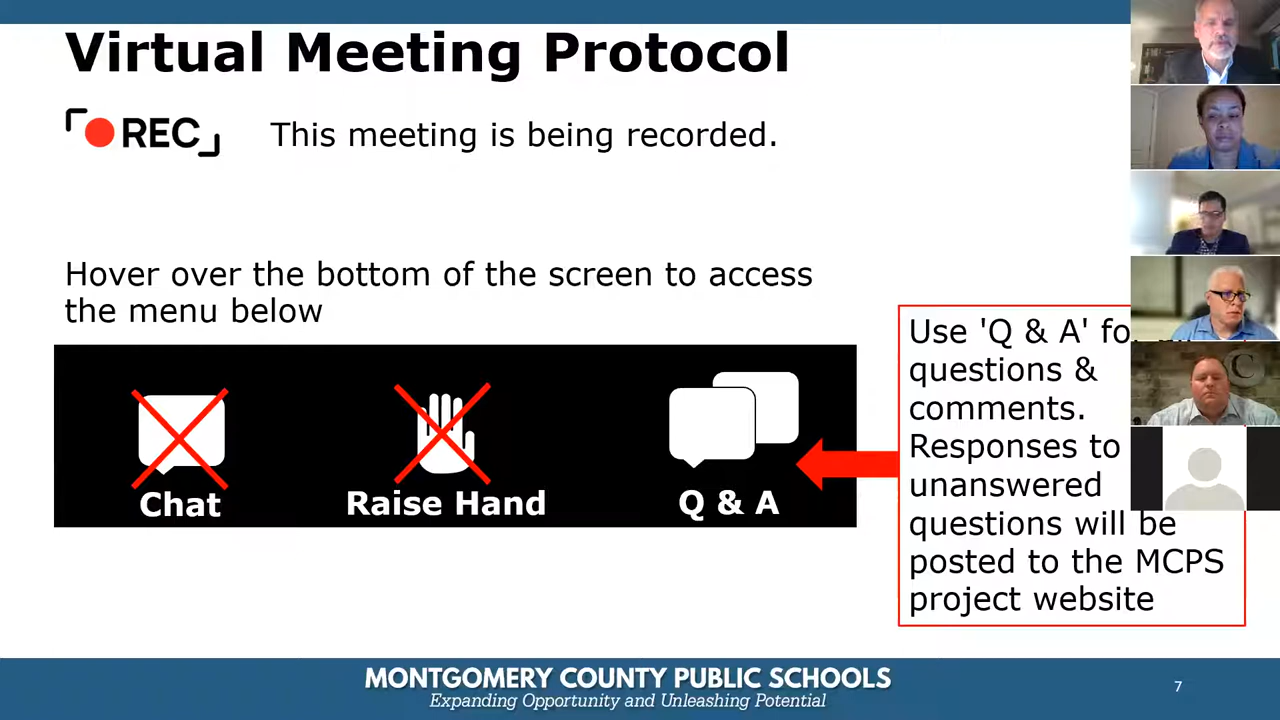 Virtual Meeting Protocol
REC
This meeting is being recorded.
Hover over the bottom of the screen to access
the menu below
Chat
Raise Hand
Q & A
Use 'Q & A'
questions &
comments.
Responses to
unanswered
questions will be
posted to the MCPS
project website
C
MONTGOMERY COUNTY PUBLIC SCHOOLS
Expanding Opportunity and Unleashing Potential
7